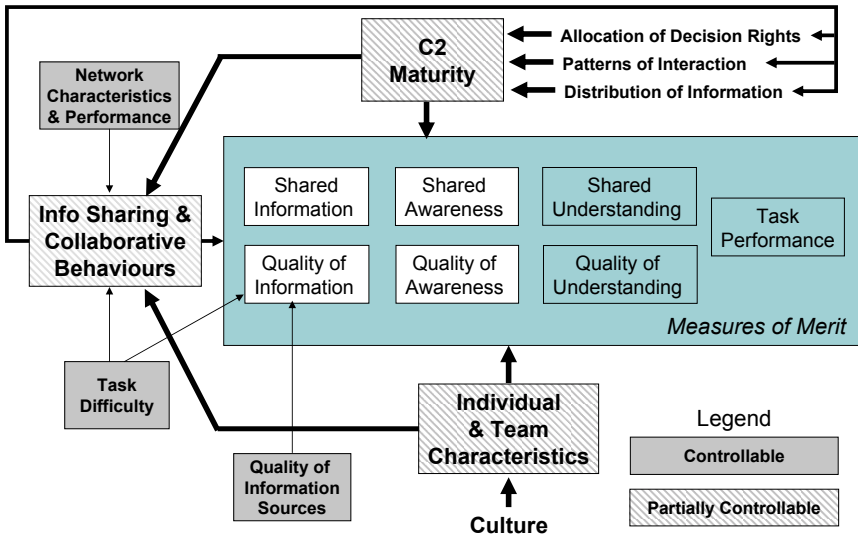 C2
Maturity
Allocation of Decision Rights
Patterns of Interaction
Distribution of Information
Network
Characteristics
& Performance
Info Sharing &
Collaborative
Behaviours
Shared
Information
Shared
Awareness
Shared
Understanding
Task
Performance
Quality of
Information
Quality of
Awareness
Quality of
Understanding
Measures of Merit
Task
Difficulty
Quality of
Information
Sources
Individual
& Team
Characteristics
Culture
Legend
Controllable
Partially Controllable